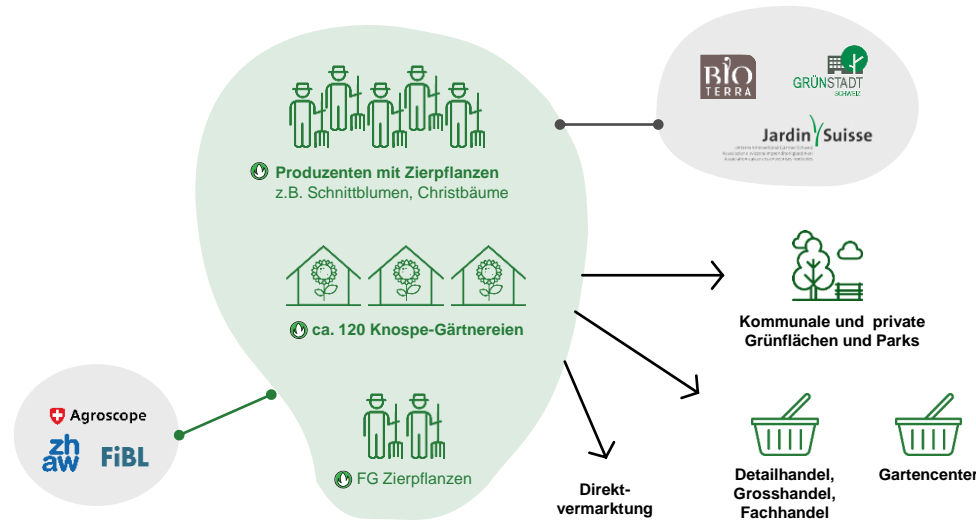 Produzenten mit Zierpflanzen
z.B. Schnittblumen, Christbäume
ca. 120 Knospe-Gärtnereien
FG Zierpflanzen
BIO
TERRA
GRÜNSTADT
SCHWEIZ
Jardin Suisse
Kommunale und private
Grünflächen und Parks
Agroscope
zh
aw
FiBL
Direkt-
vermarktung
Detailhandel,
Grosshandel,
Fachhandel
Gartencenter